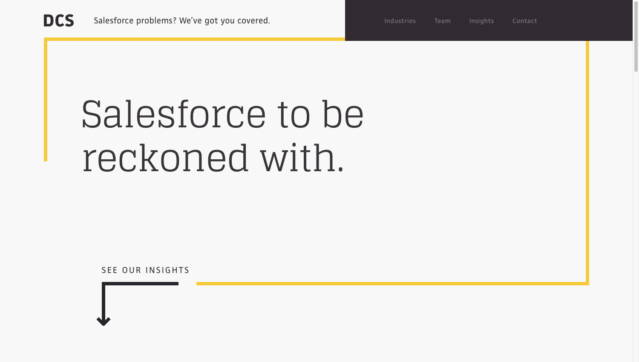 DCS
Salesforce problems? We've got you covered.
Industries
Team
Insights
Contact
Salesforce to be
reckoned with.
SEE OUR INSIGHTS